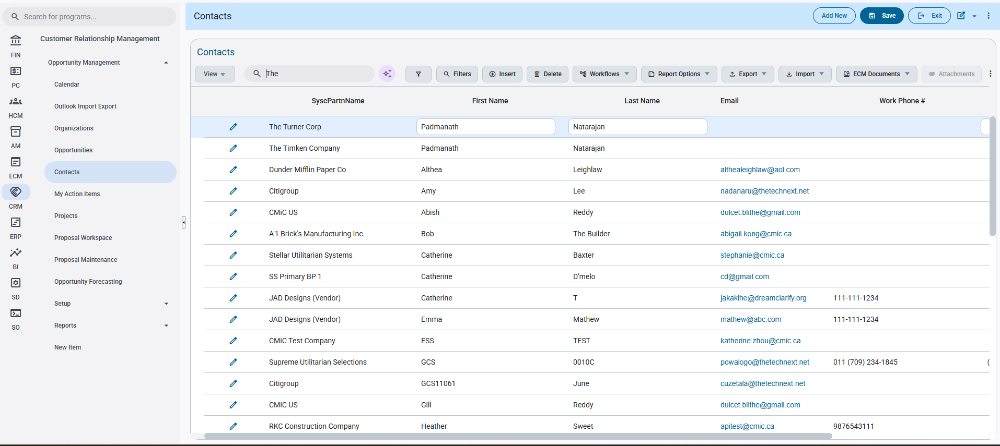 Search for programs...
FIN
PC
HCM
AM
ECM
CRM
ERP
BI
SD
SO
Customer Relationship Management
Opportunity Management
Calendar
Outlook Import Export
Organizations
Opportunities
Contacts
My Action Items
Projects
Proposal Workspace
Proposal Maintenance
Opportunity Forecasting
Setup
Reports
New Item
Contacts Add New Save Exit
Contacts
View The Filters Insert Delete Workflows Report Options Export Import ECM Documents Attachments
SyscPartnName First Name Last Name Email Work Phone #
The Turner Corp Padmanath Natarajan
The Timken Company Padmanath Natarajan
Dunder Mifflin Paper Co Althea Leighlaw althealeighlaw@aol.com
Citigroup Amy Lee nadanaru@thetechnext.net
CMiC US Abish Reddy dulcet.blithe@gmail.com
A'1 Brick's Manufacturing Inc. Bob The Builder abigail.kong@cmic.ca
Stellar Utilitarian Systems Catherine Baxter stephanie@cmic.ca
SS Primary BP 1 Catherine D'melo cd@gmail.com
JAD Designs (Vendor) Catherine T jakakihe@dreamclarify.org 111-111-1234
JAD Designs (Vendor) Emma Mathew mathew@abc.com 111-111-1234
CMiC Test Company ESS TEST katherine.zhou@cmic.ca
Supreme Utilitarian Selections GCS 0010C powalogo@thetechnext.net 011 (709) 234-1845 (
Citigroup GCS11061 June cuzetala@thetechnext.net
CMiC US Gill Reddy dulcet.blithe@gmail.com
RKC Construction Company Heather Sweet apitest@cmic.ca 9876543111